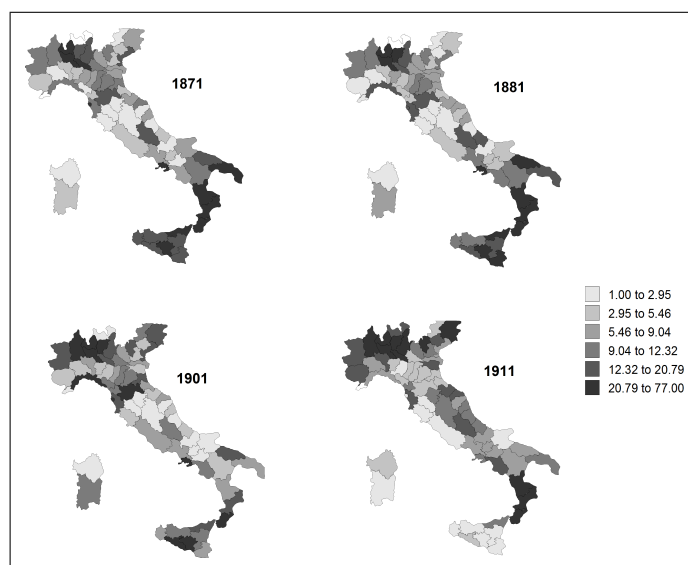 1871
1881
1901
1911
1.00 to 2.95
2.95 to 5.46
5.46 to 9.04
9.04 to 12.32
12.32 to 20.79
20.79 to 77.00